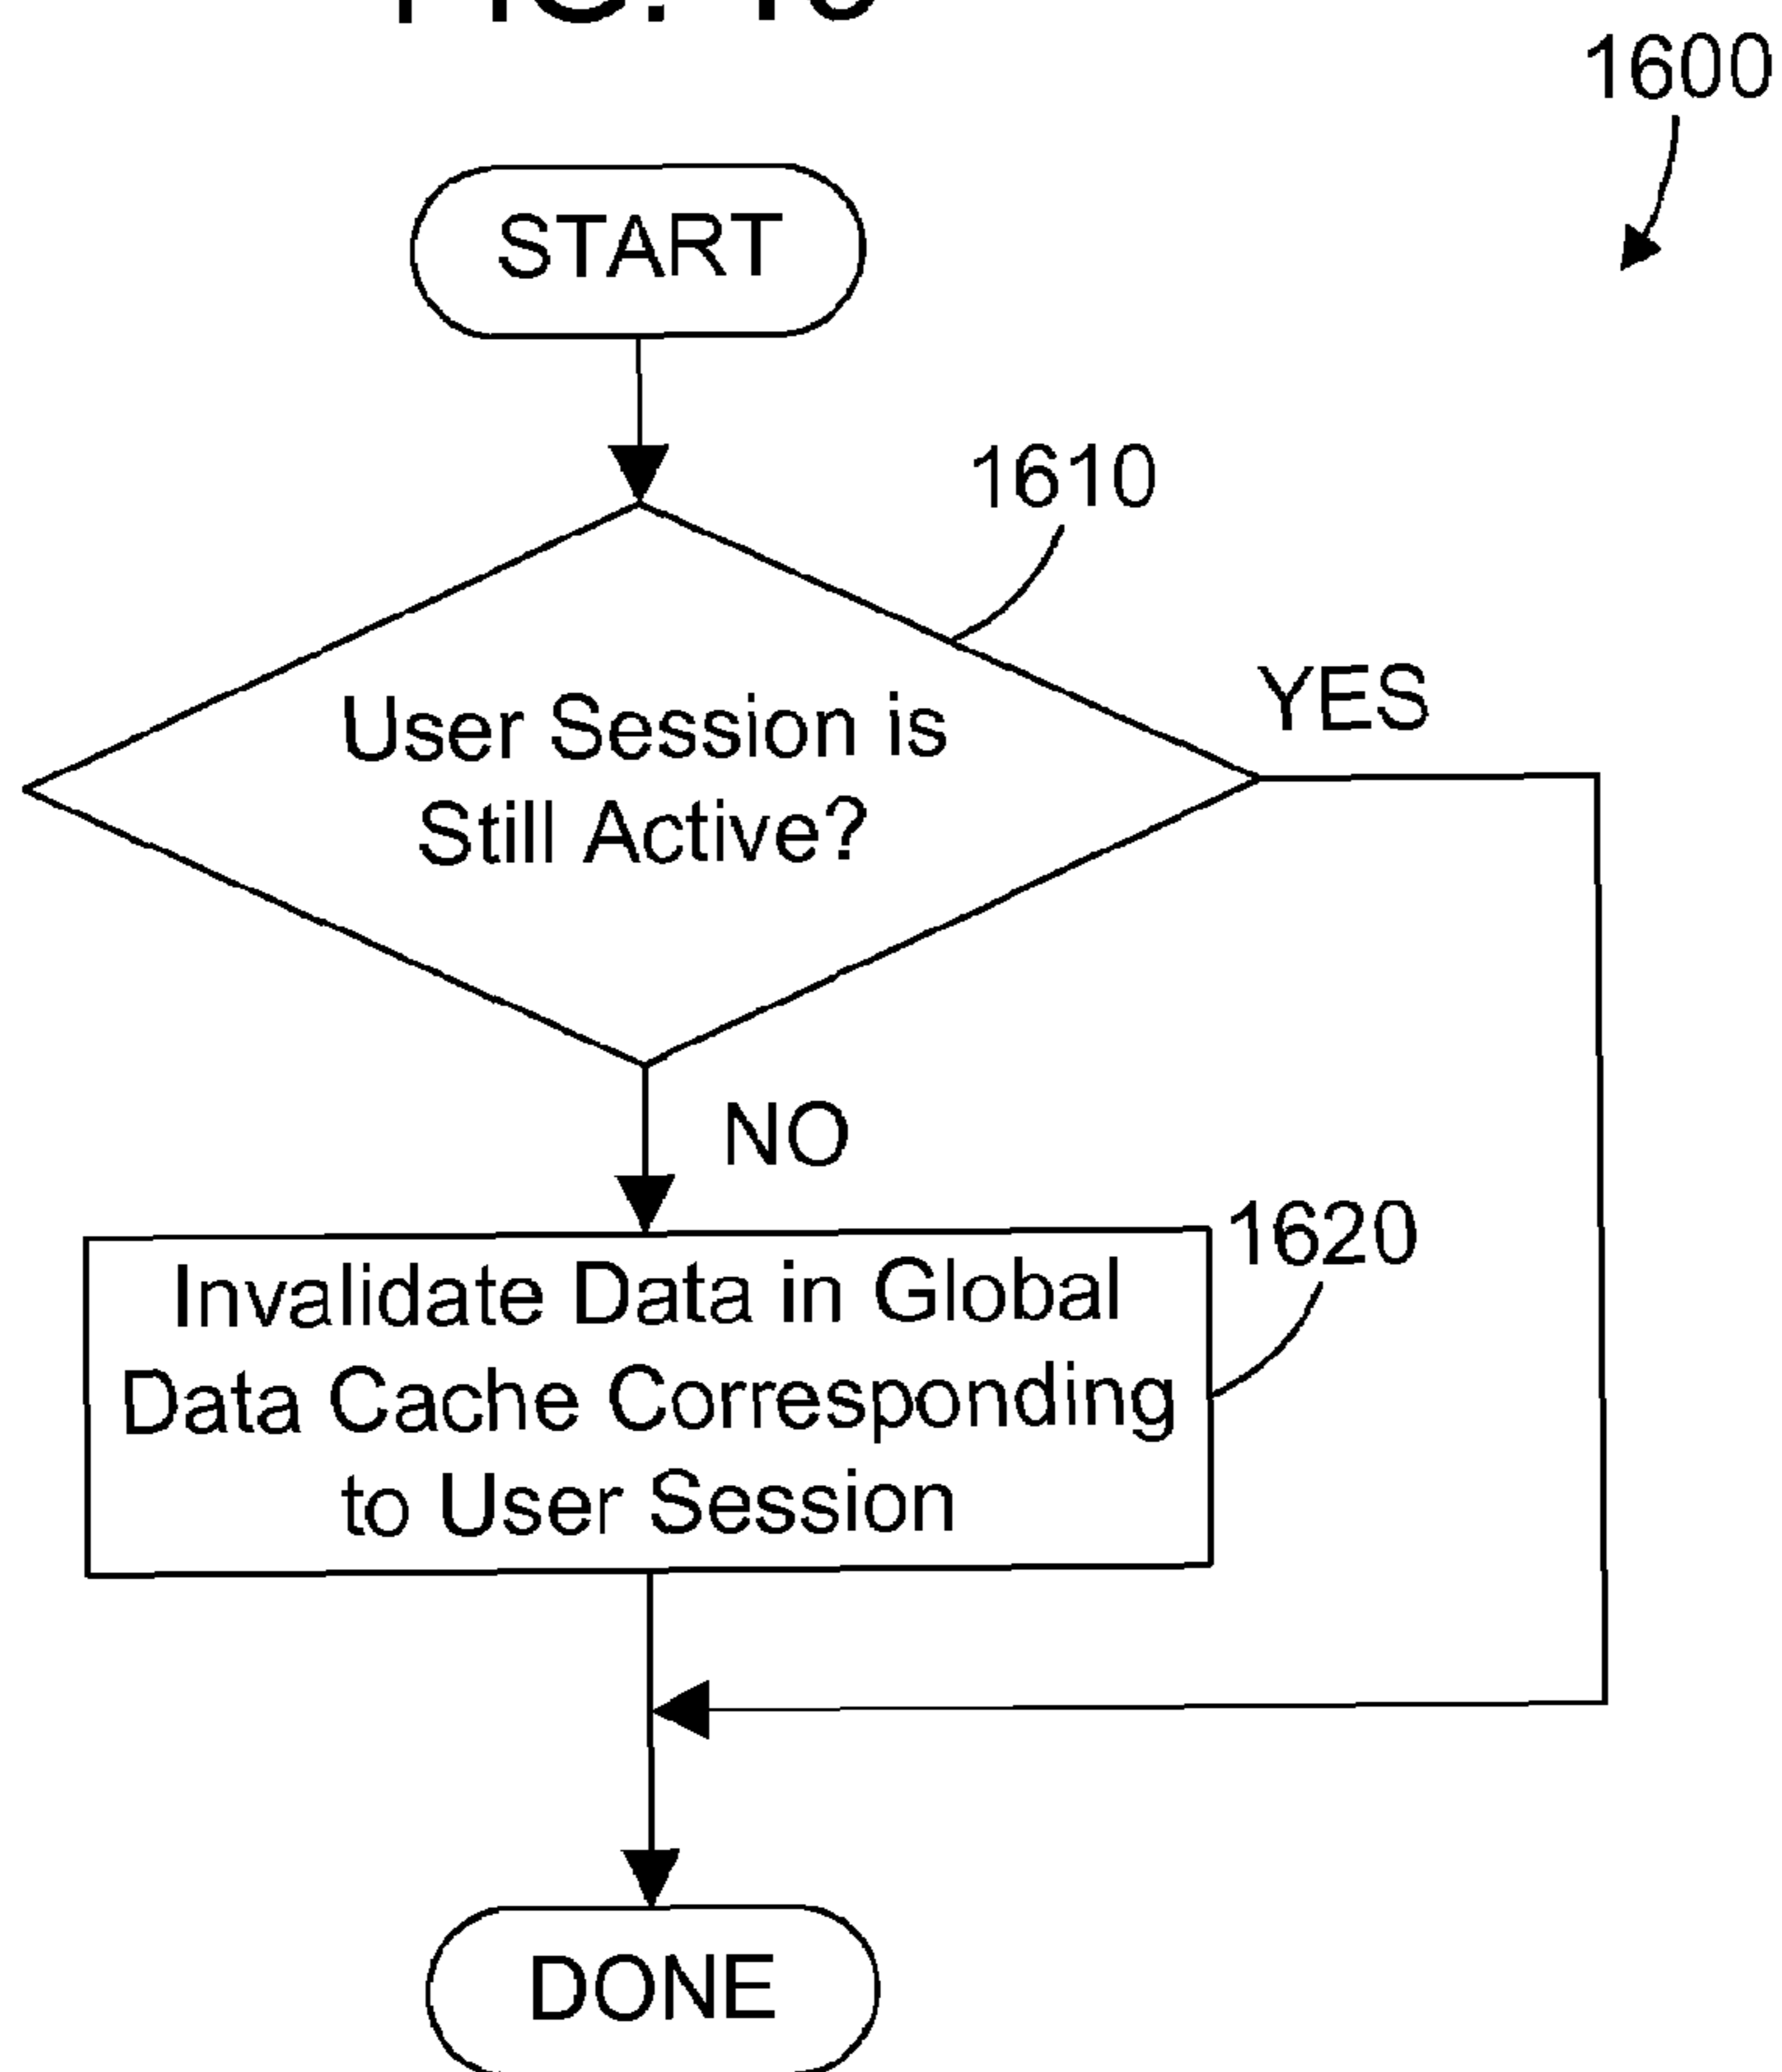 1600
START
1610
User Session is
Still Active?
YES
NO
1620
Invalidate Data in Global
Data Cache Corresponding
to User Session
DONE